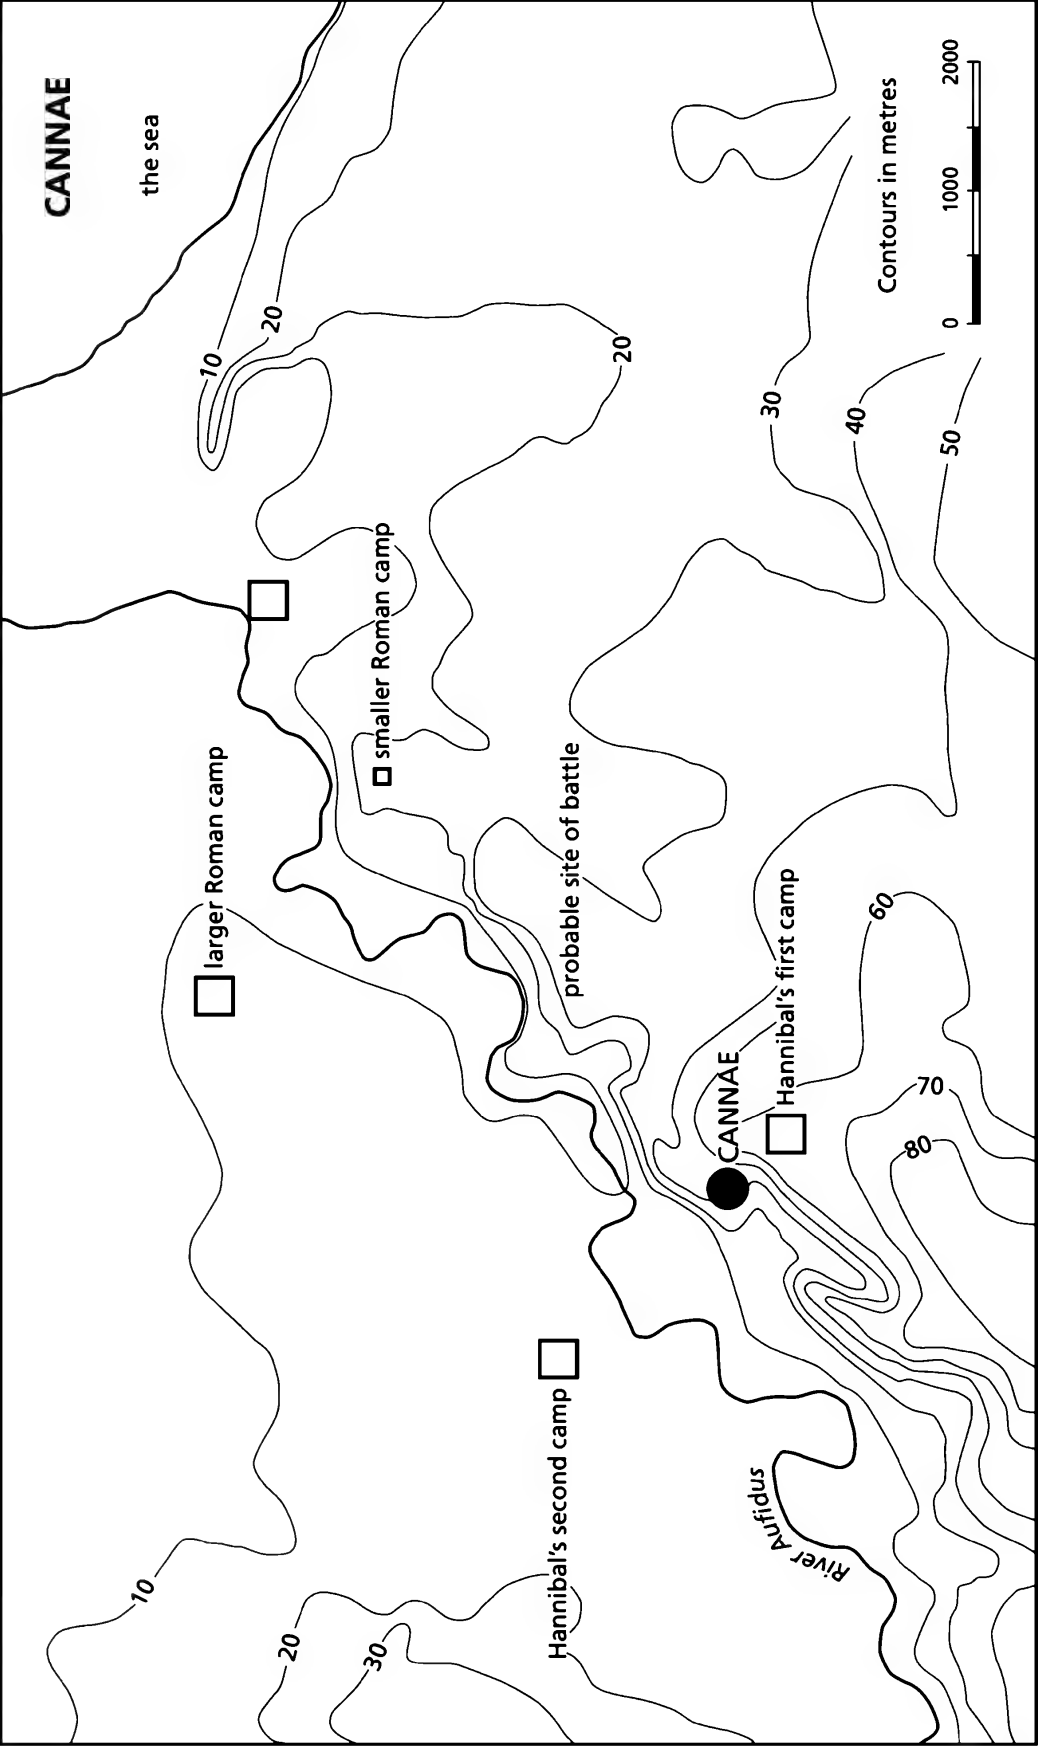 CANNAE
the sea
10
20
20
smaller Roman camp
larger Roman camp
probable site of battle
30
40
50
Contours in metres
0 1000 2000
Hannibal's first camp
60
CANNAE
70
80
Hannibal's second camp
River Aufidus
10
20
30